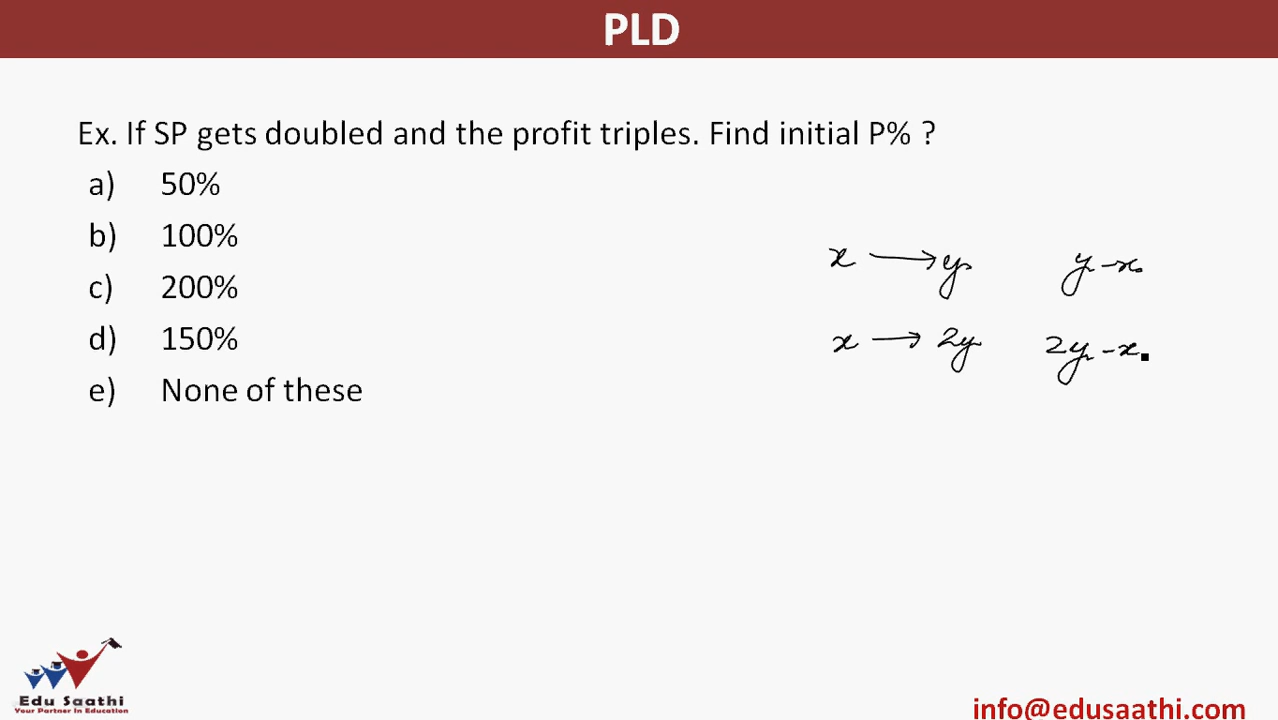 PLD
Ex. If SP gets doubled and the profit triples. Find initial P% ?
a) 50%
b) 100%
c) 200%
d) 150%
e) None of these
x → y y-x
x → 2y 2y-x
Edu Saathi
Your Partner In Education
info@edusaathi.com